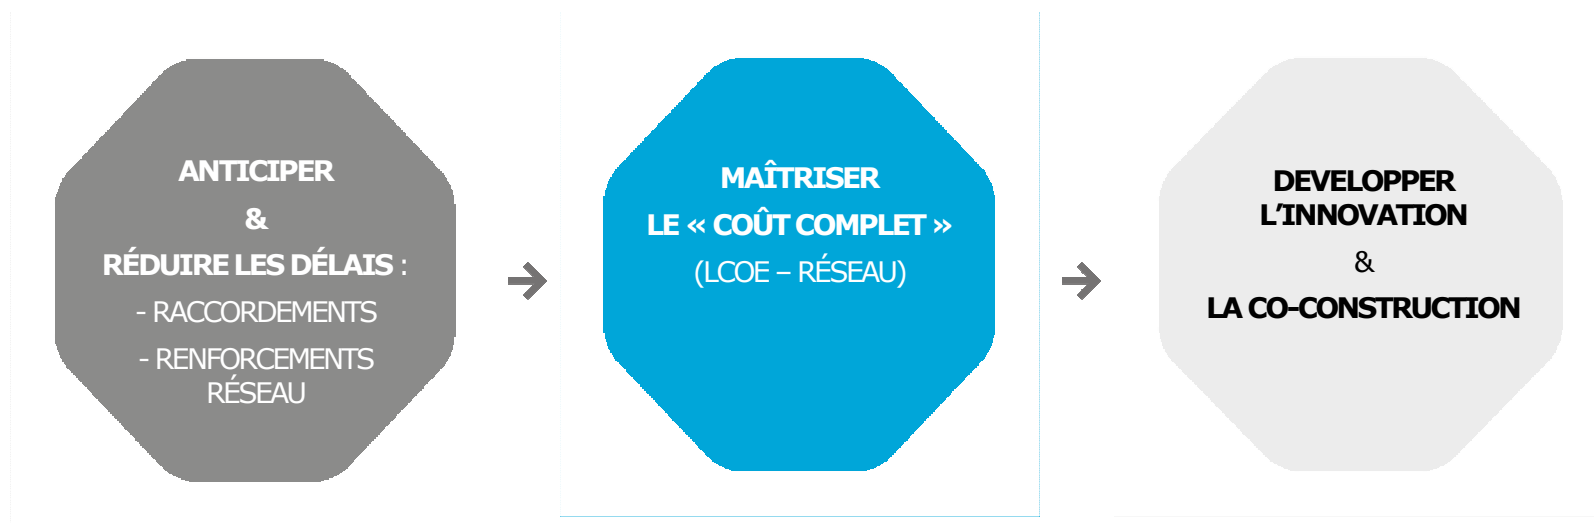 ANTICIPER
&
RÉDUIRE LES DÉLAIS :
- RACCORDEMENTS
- RENFORCEMENTS
RÉSEAU
MAÎTRISER
LE « COÛT COMPLET »
(LCOE – RÉSEAU)
DEVELOPPER
L’INNOVATION
&
LA CO-CONSTRUCTION